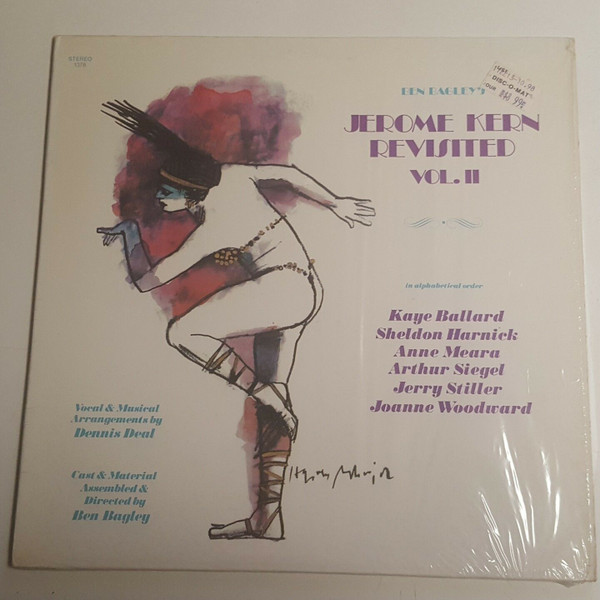 STEREO
BEN BAGLEY'S
DISC-O-MAT
OUR
JEROME KERN
REVISITED
VOL. II
in alphabetical order
Kaye Ballard
Sheldon Harnick
Anne Meara
Arthur Siegel
Jerry Stiller
Joanne Woodward
Vocal & Musical
Arrangements by
Dennis Deal
Cast & Material
Assembled &
Directed by
Ben Bagley